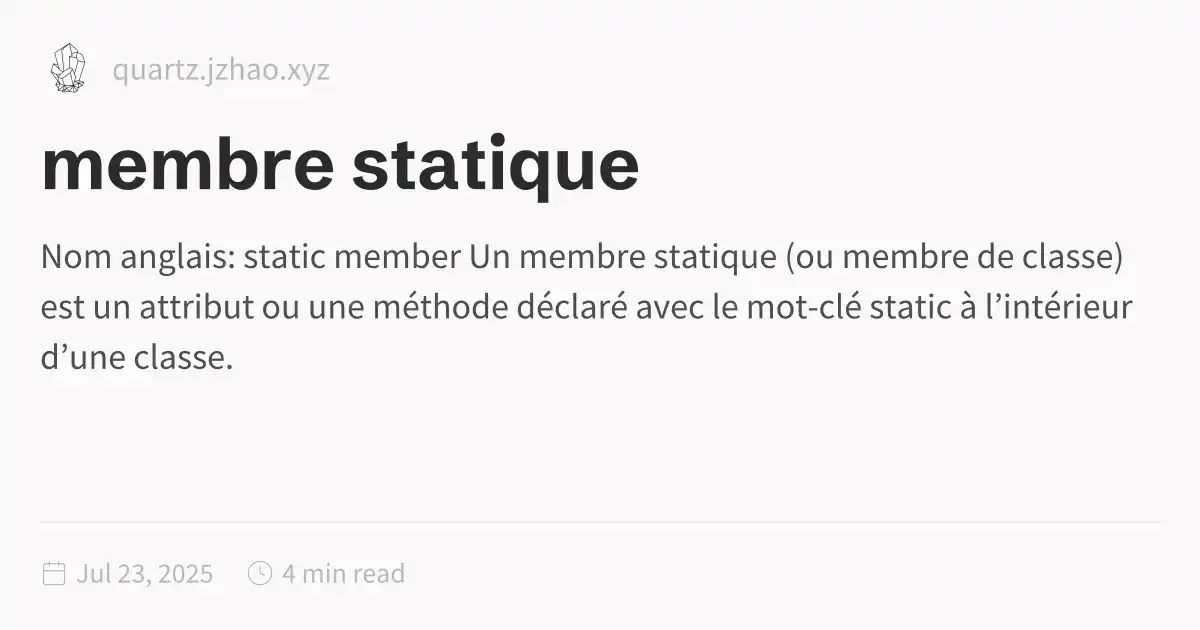 quartz.jzhao.xyz
membre statique
Nom anglais: static member Un membre statique (ou membre de classe)
est un attribut ou une méthode déclaré avec le mot-clé static à l’intérieur
d’une classe.
Jul 23, 2025 4 min read